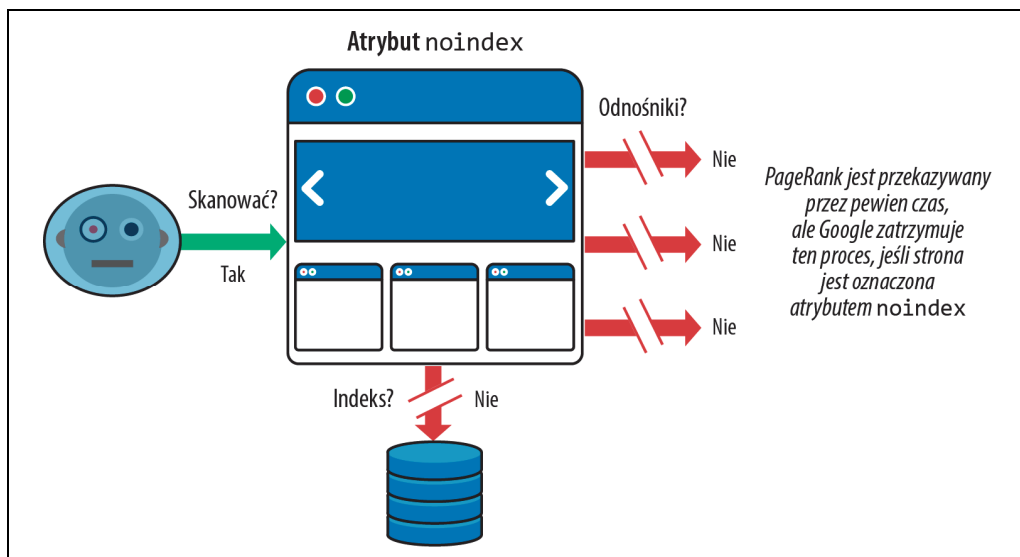 Atrybut noindex
Odnośniki?
Nie
Skanować?
Tak
Nie
Nie
PageRank jest przekazywany
przez pewien czas,
ale Google zatrzymuje
ten proces, jeśli strona
jest oznaczona
atrybutem noindex
Indeks?
Nie